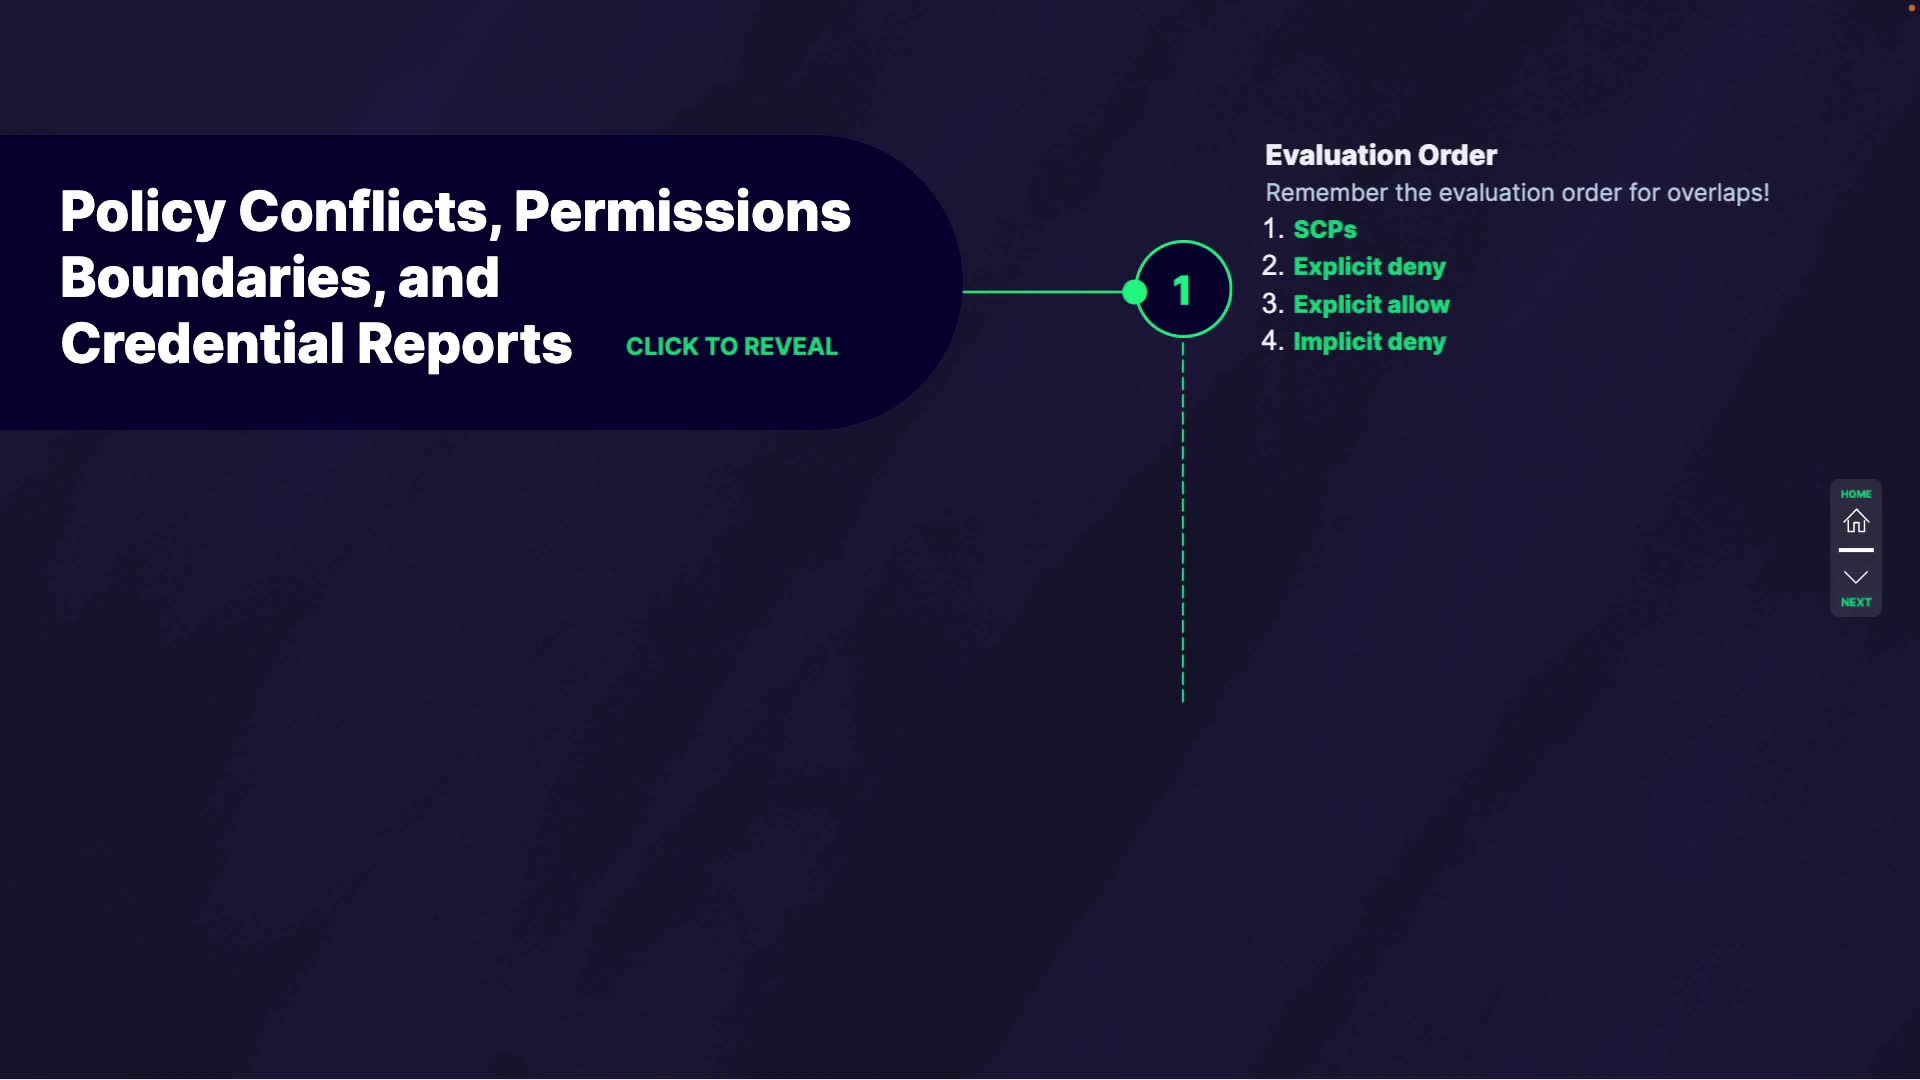 Policy Conflicts, Permissions
Boundaries, and
Credential Reports
CLICK TO REVEAL
1
Evaluation Order
Remember the evaluation order for overlaps!
1. SCPs
2. Explicit deny
3. Explicit allow
4. Implicit deny
HOME
NEXT